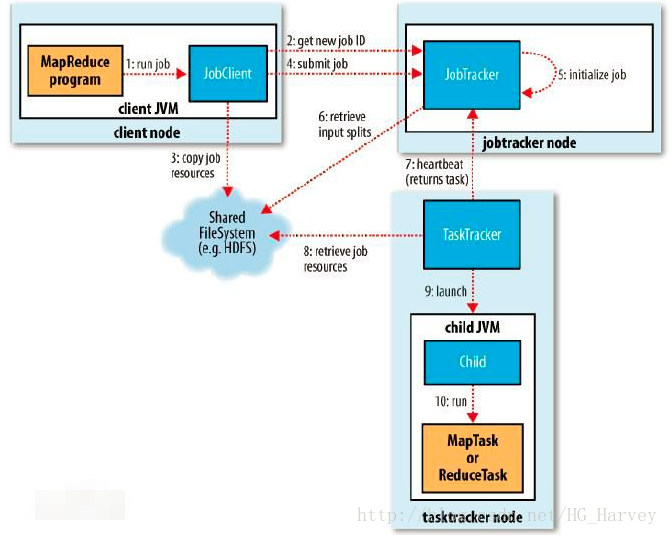 MapReduce
program
1: run job
JobClient
client JVM
client node
2: get new job ID
4: submit job
JobTracker
5: initialize job
jobtracker node
3: copy job
resources
6: retrieve
input splits
7: heartbeat
(returns task)
Shared
FileSystem
(e.g. HDFS)
8: retrieve job
resources
TaskTracker
9: launch
child JVM
Child
10: run
MapTask
or
ReduceTask
tasktracker node
http://blog.csdn.net/HG_Harvey